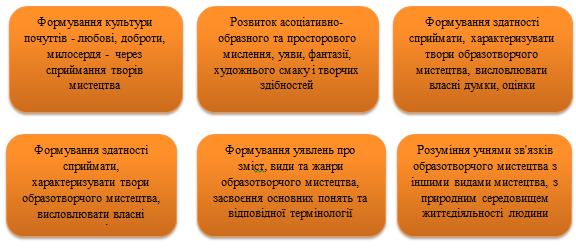 Формування культури
почуттів - любові, доброти,
милосердя - через
сприймання творів
мистецтва
Розвиток асоціативно-
образного та просторового
мислення, уяви, фантазії,
художнього смаку і творчих
здібностей
Формування здатності
сприймати, характеризувати
твори образотворчого
мистецтва, висловлювати
власні думки, оцінки
Формування здатності
сприймати,
характеризувати твори
образотворчого мистецтва,
висловлювати власні
Формування уявлень про
зміст, види та жанри
образотворчого мистецтва,
засвоєння основних понять та
відповідної термінології
Розуміння учнями зв'язків
образотворчого мистецтва з
іншими видами мистецтва, з
природним середовищем
життєдіяльності людини